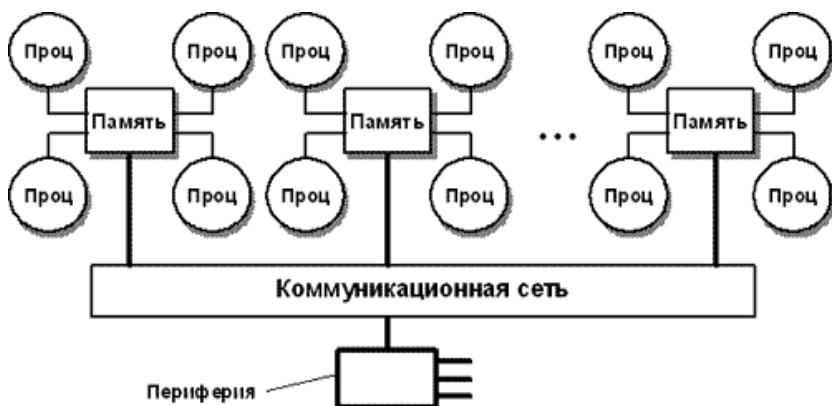 Проц Проц Проц Проц Проц Проц
Память Память ... Память
Проц Проц Проц Проц Проц Проц
Коммуникационная сеть
Периферия